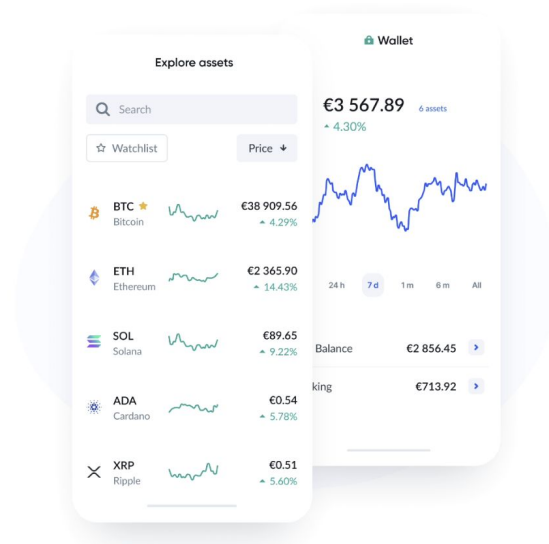 Explore assets
Search
Watchlist
Price
BTC
Bitcoin
€38 909.56
4.29%
ETH
Ethereum
€2 365.90
14.43%
SOL
Solana
€89.65
9.22%
ADA
Cardano
€0.54
5.78%
XRP
Ripple
€0.51
5.60%
Wallet
€3 567.89 6 assets
4.30%
24 h 7 d 1 m 6 m All
Balance €2 856.45
king €713.92